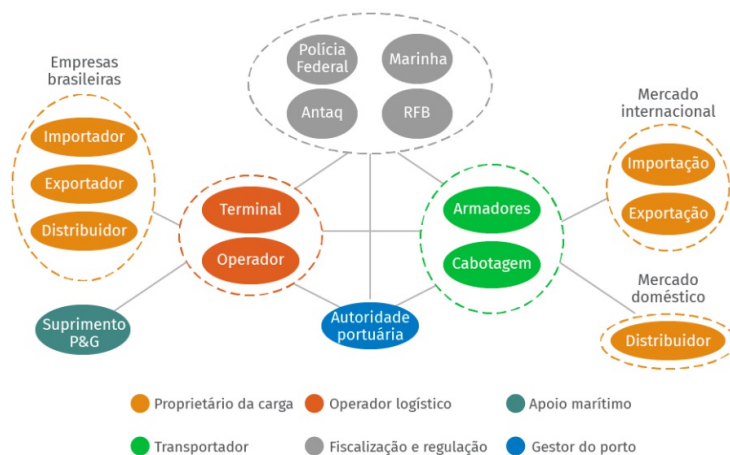 Polícia
Federal
Marinha
Antaq
RFB
Empresas
brasileiras
Importador
Exportador
Distribuidor
Terminal
Operador
Armadores
Cabotagem
Mercado
internacional
Importação
Exportação
Mercado
doméstico
Distribuidor
Suprimento
P&G
Autoridade
portuária
Proprietário da carga
Operador logístico
Apoio marítimo
Transportador
Fiscalização e regulação
Gestor do porto